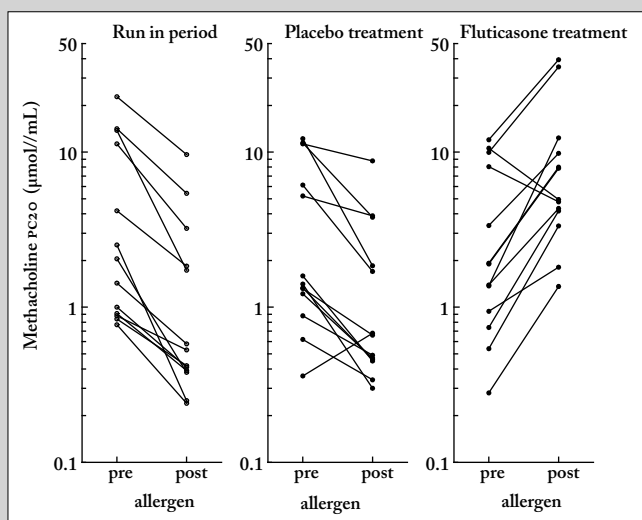 Run in period
Placebo treatment
Fluticasone treatment
Methacholine PC20 (μmol//mL)
50
10
1
0.1
pre
post
allergen
50
10
1
0.1
pre
post
allergen
50
10
1
0.1
pre
post
allergen